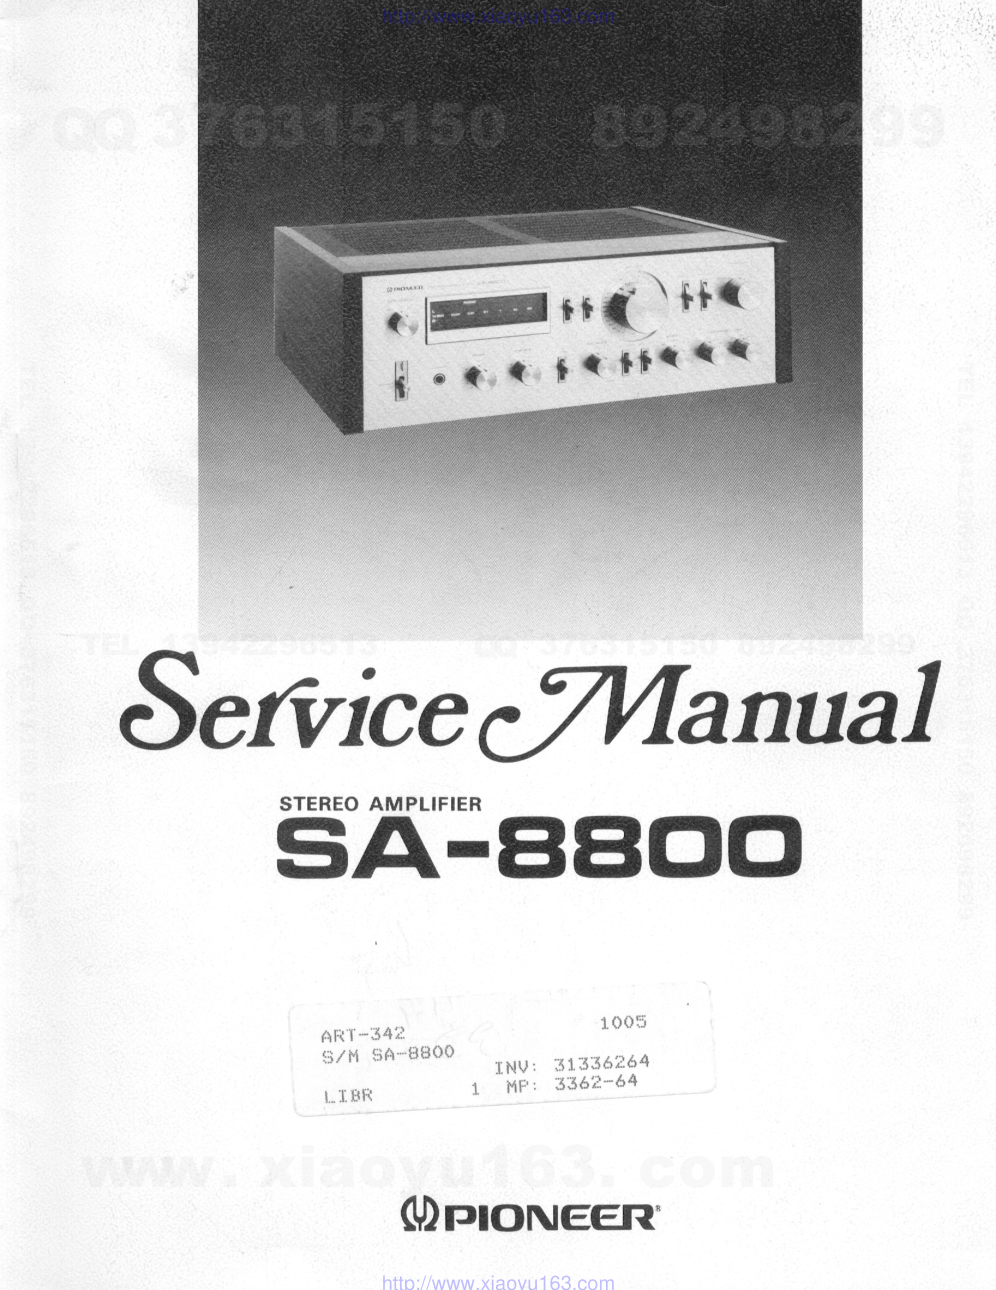 http://www.xiaoyu163.com
QQ 376315150 892498299
PIONEER
TEL 13942296513 QQ 376315150 892498299
Service Manual
STEREO AMPLIFIER
SA-8800
ART-342 1005
S/M SA-8800
INV: 31336264
LIBR 1 MP: 3362-64
www.xiaoyu163.com
PIONEER®
http://www.xiaoyu163.com